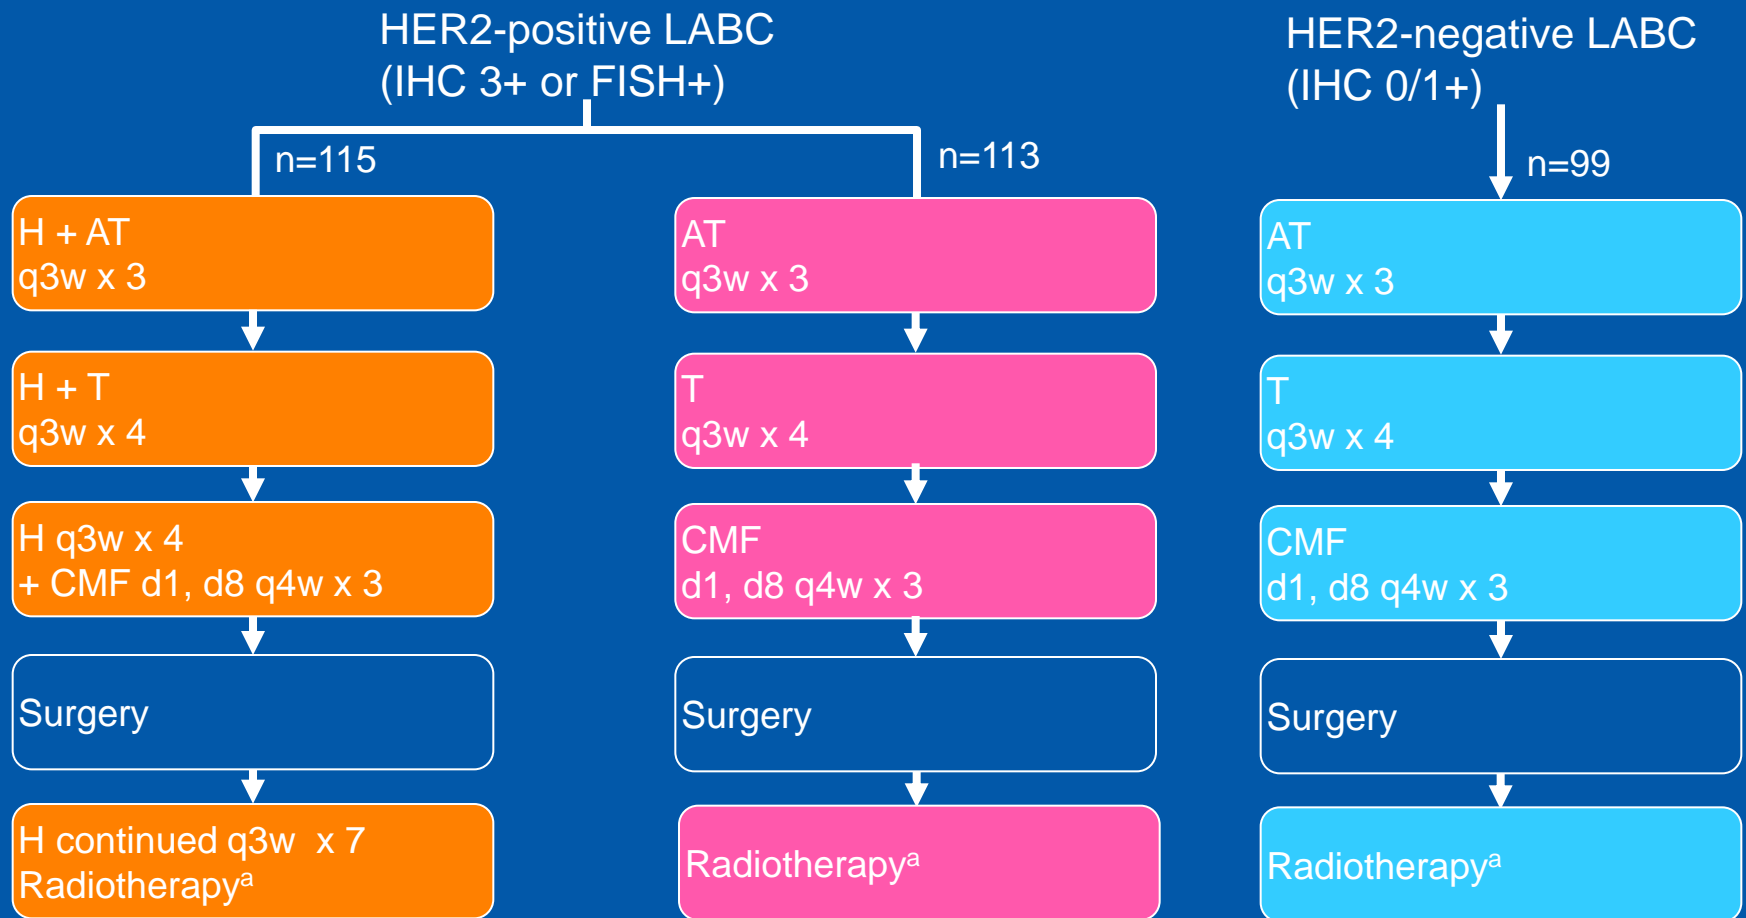 HER2-positive LABC
(IHC 3+ or FISH+)
HER2-negative LABC
(IHC 0/1+)
n=115
n=113
n=99
H + AT
q3w x 3
AT
q3w x 3
AT
q3w x 3
H + T
q3w x 4
T
q3w x 4
T
q3w x 4
H q3w x 4
+ CMF d1, d8 q4w x 3
CMF
d1, d8 q4w x 3
CMF
d1, d8 q4w x 3
Surgery
Surgery
Surgery
H continued q3w  x 7
Radiotherapyᵃ
Radiotherapyᵃ
Radiotherapyᵃ